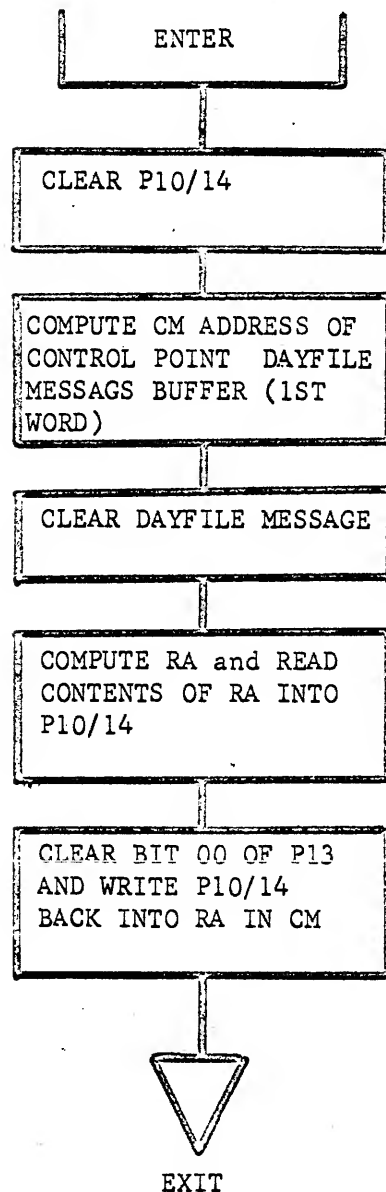 ENTER
CLEAR P10/14
COMPUTE CM ADDRESS OF
CONTROL POINT DAYFILE
MESSAGS BUFFER (1ST
WORD)
CLEAR DAYFILE MESSAGE
COMPUTE RA and READ
CONTENTS OF RA INTO
P10/14
CLEAR BIT 00 OF P13
AND WRITE P10/14
BACK INTO RA IN CM
EXIT